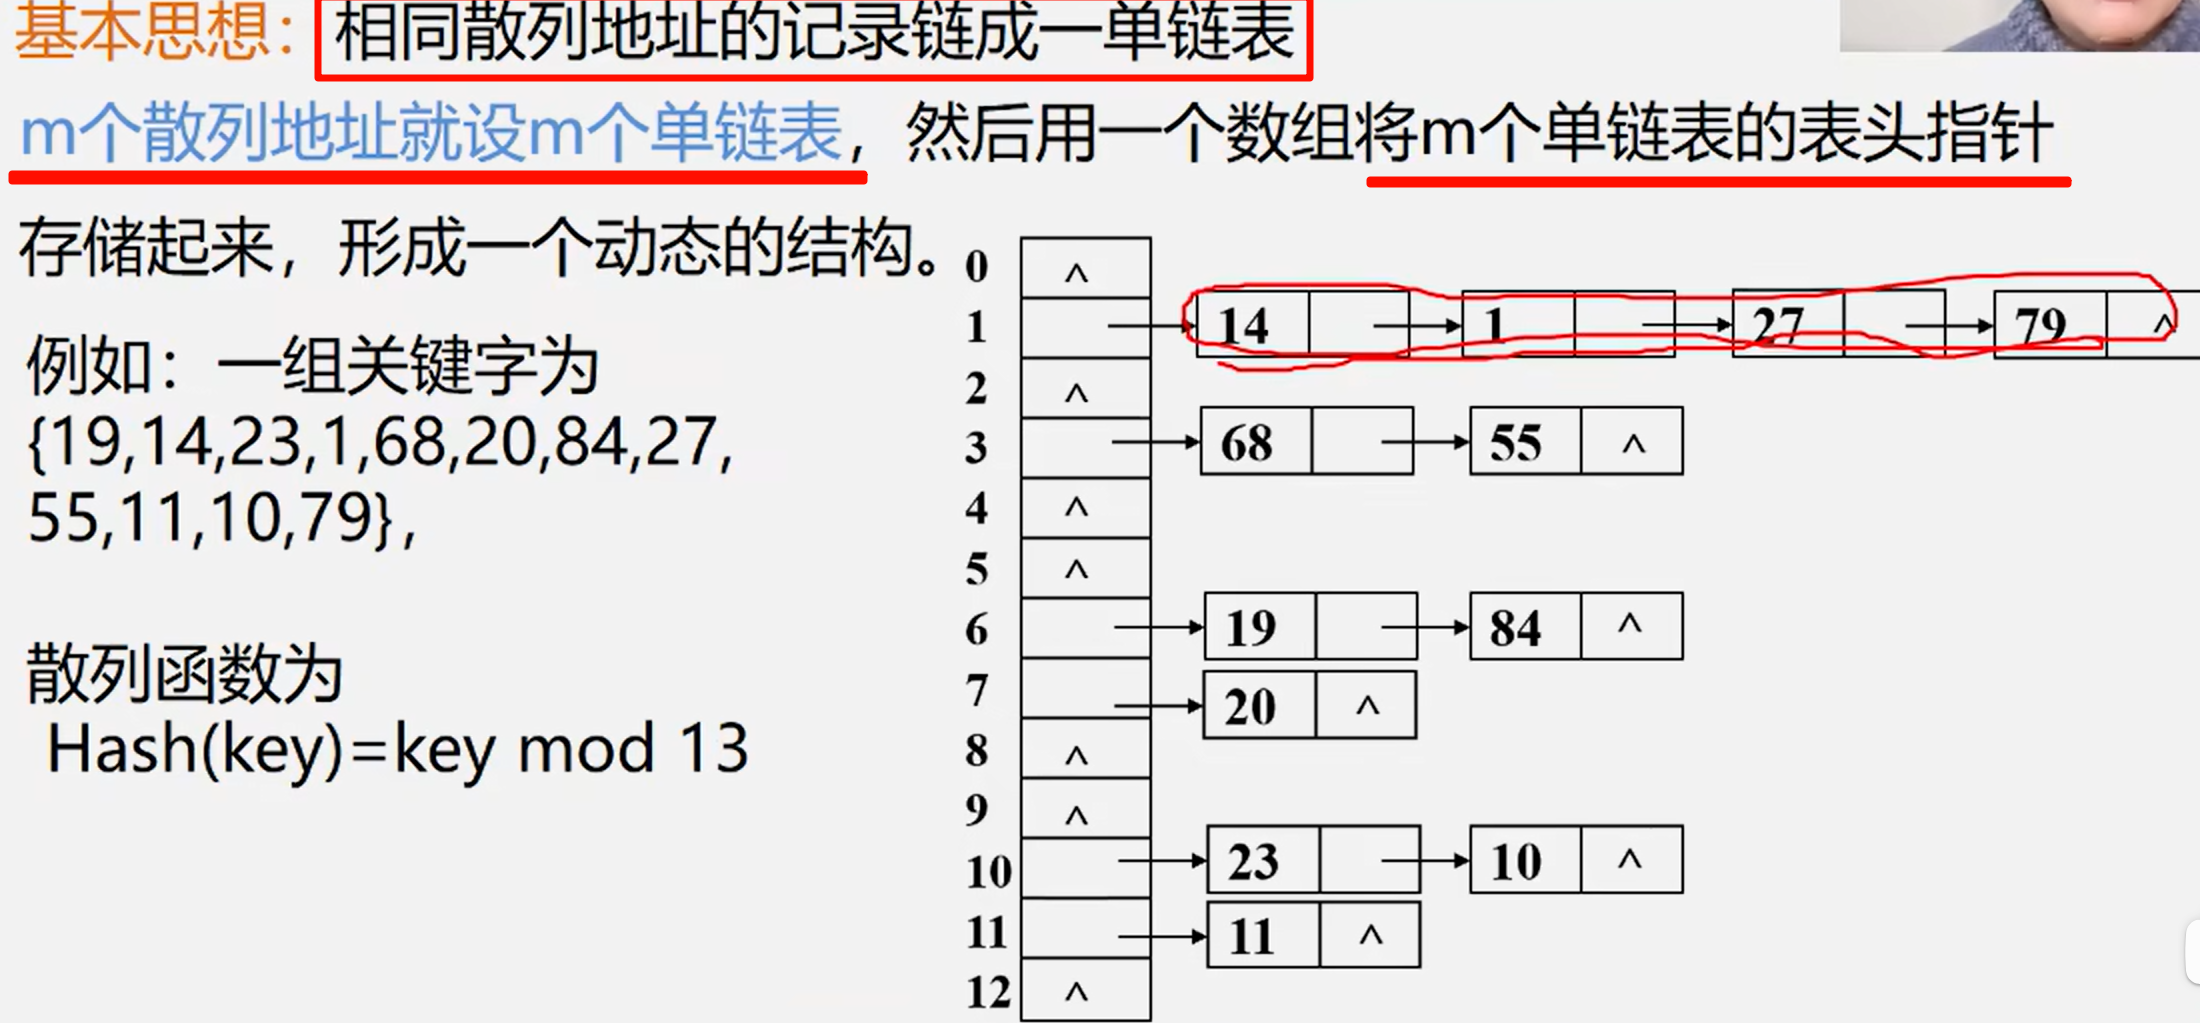 基本思想：相同散列地址的记录链成一单链表
m个散列地址就设m个单链表，然后用一个数组将m个单链表的表头指针
存储起来，形成一个动态的结构。
例如：一组关键字为
{19,14,23,1,68,20,84,27,
55,11,10,79}，
散列函数为
Hash(key)=key mod 13
0 ^
1 14 1 27 79 ^
2 ^
3 68 55 ^
4 ^
5 ^
6 19 84 ^
7 20 ^
8 ^
9 ^
10 23 10 ^
11 11 ^
12 ^